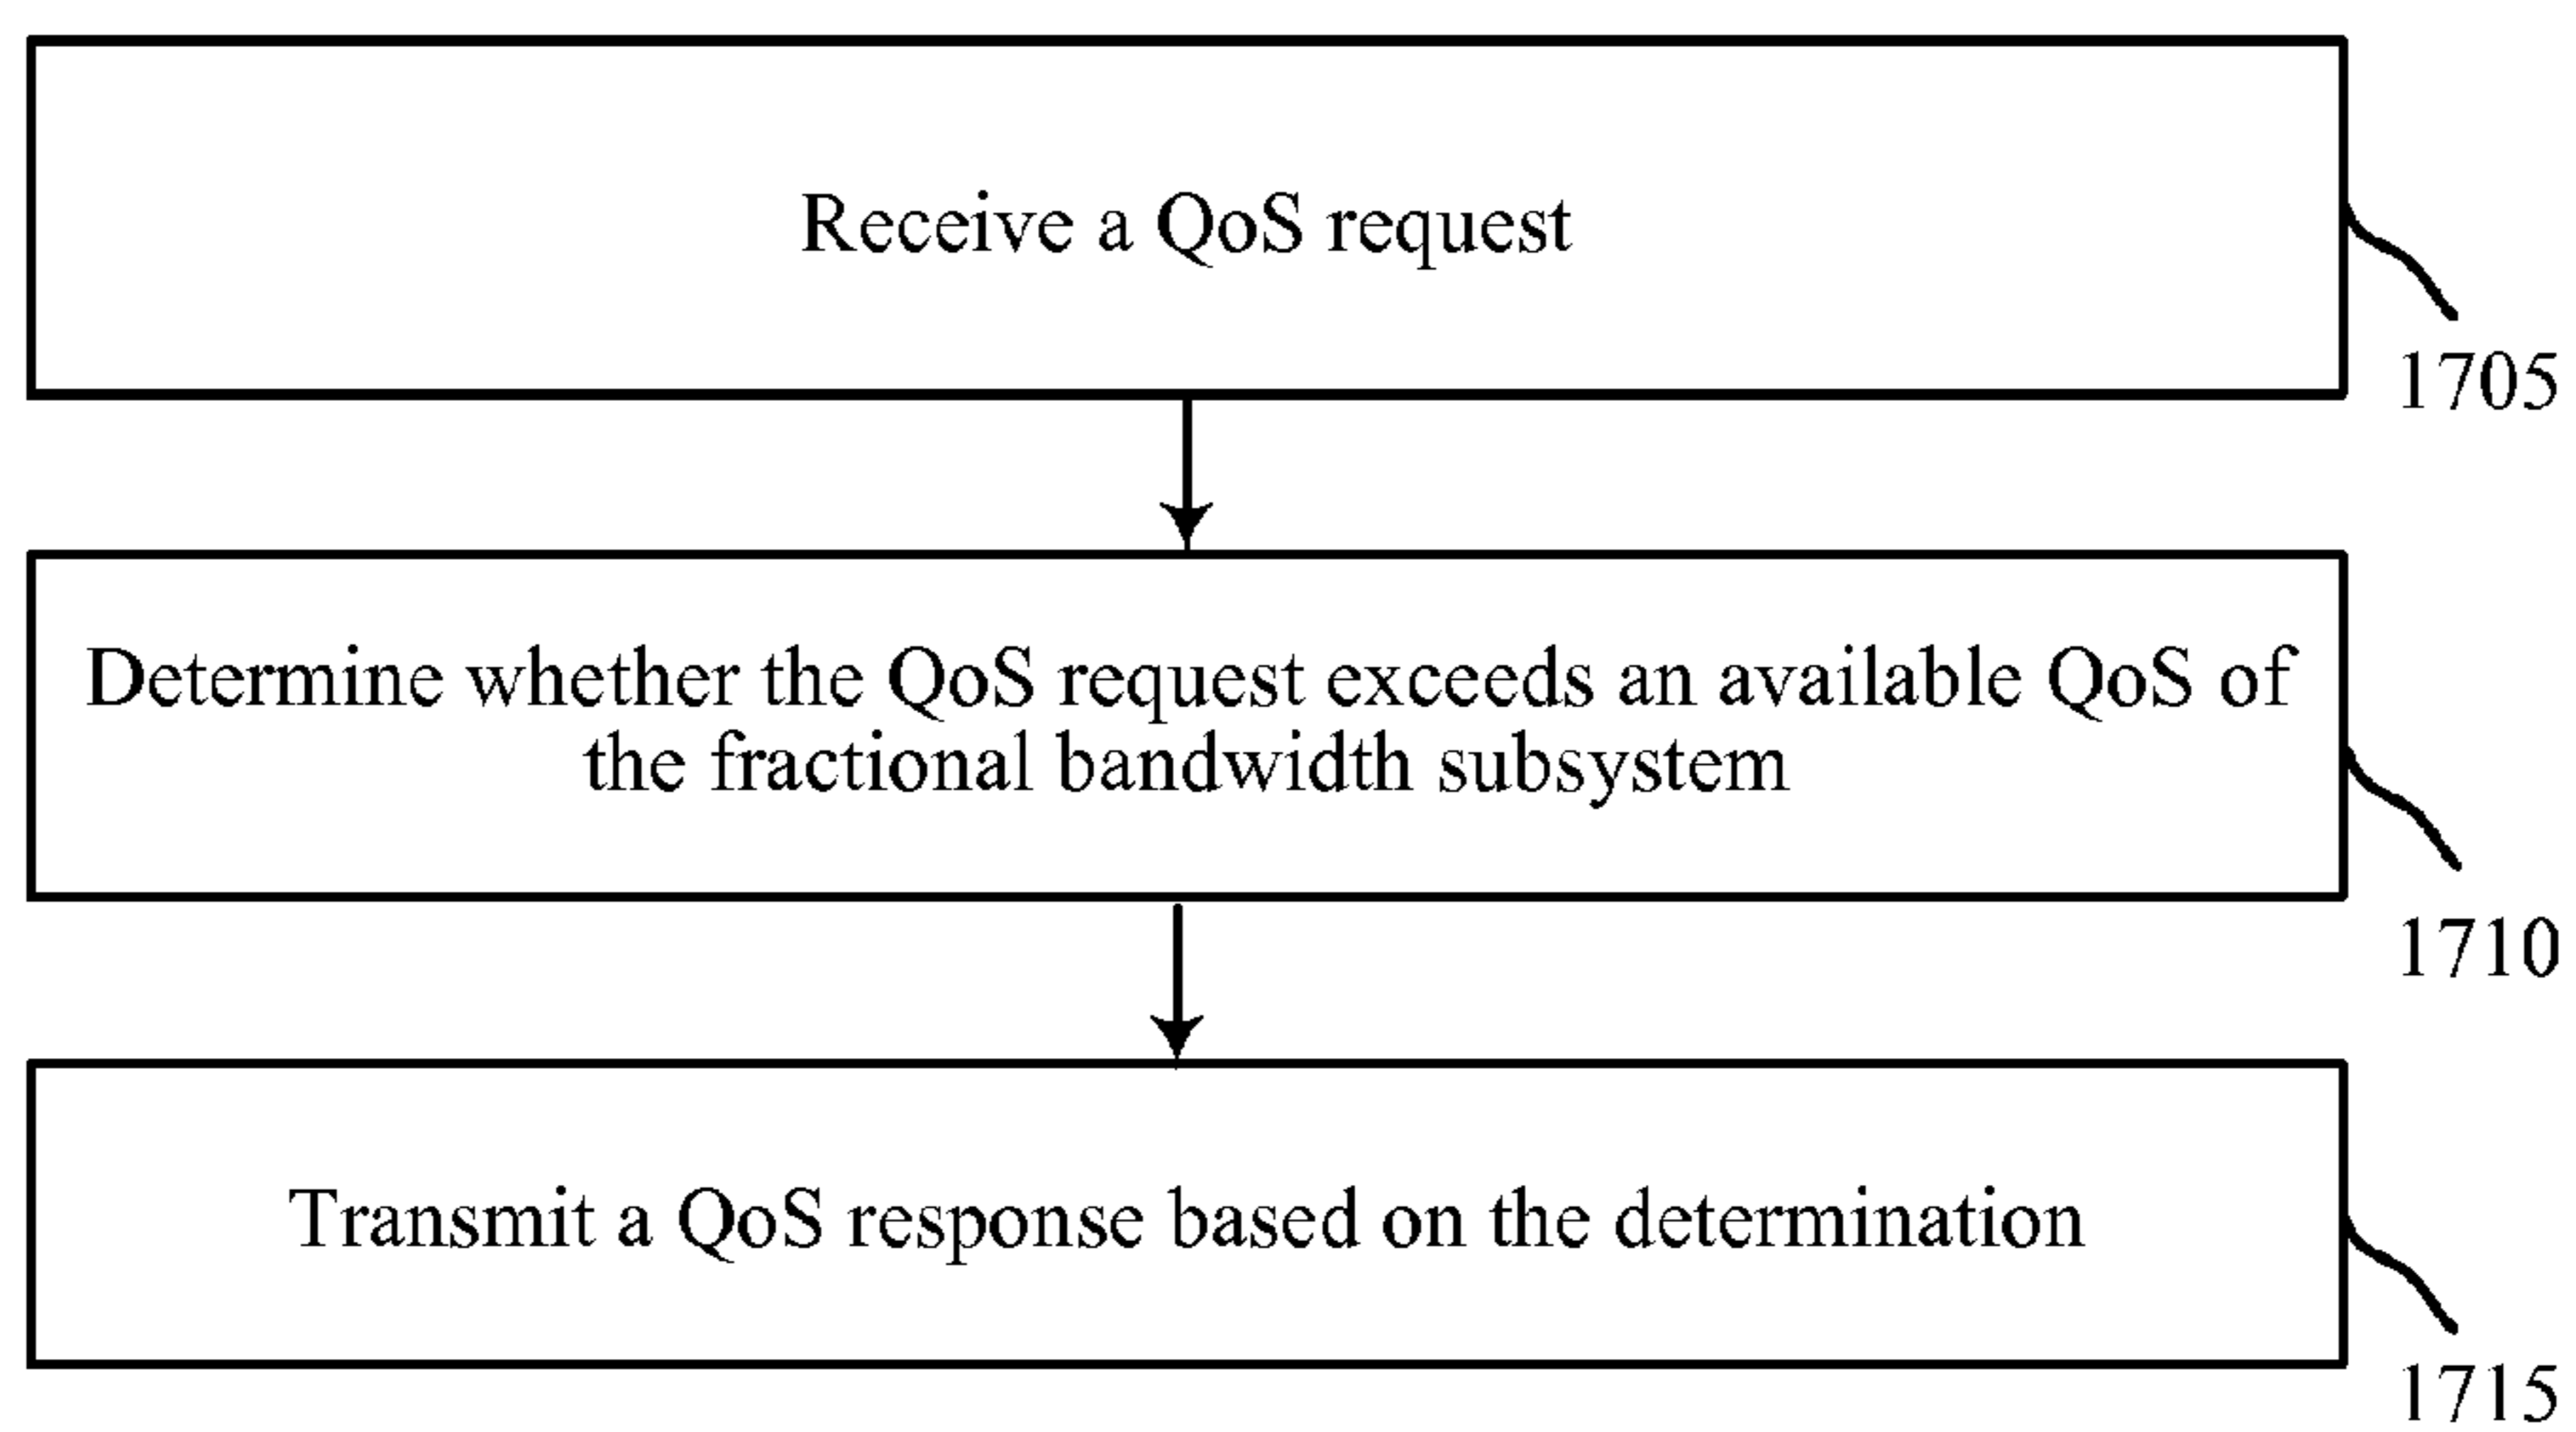 Receive a QoS request
1705
Determine whether the QoS request exceeds an available QoS of
the fractional bandwidth subsystem
1710
Transmit a QoS response based on the determination
1715